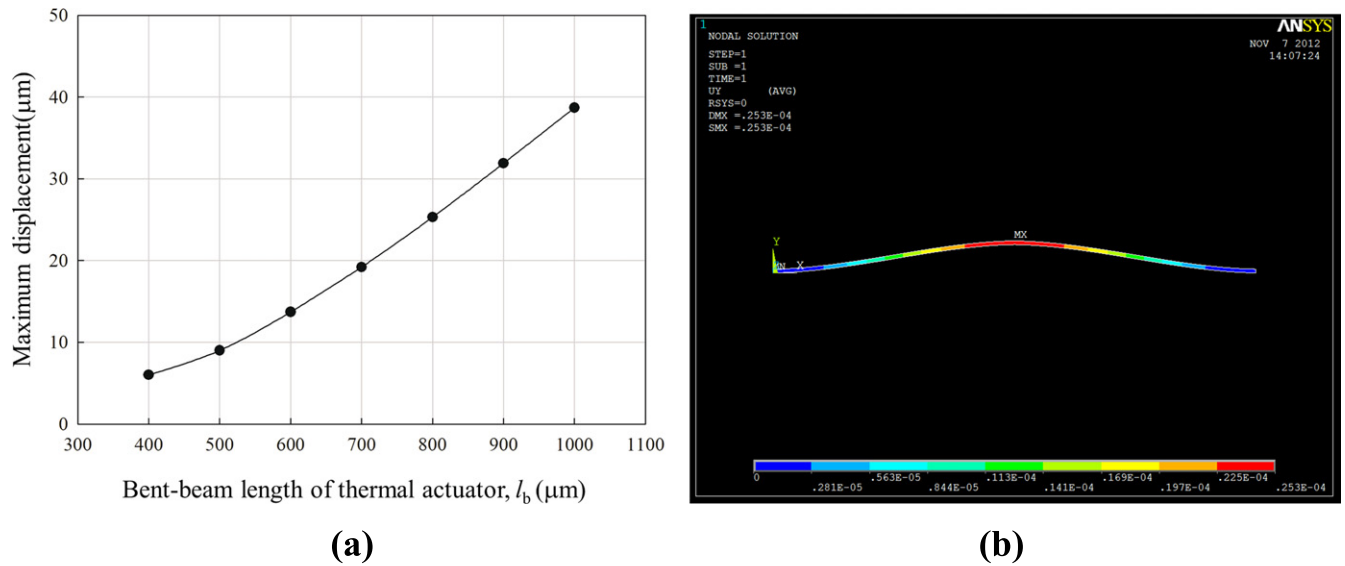 50
40
30
20
10
0
300 400 500 600 700 800 900 1000 1100
Maximum displacement(μm)
Bent-beam length of thermal actuator, lb (μm)
(a)
1
NODAL SOLUTION
STEP=1
SUB =1
TIME=1
UY (AVG)
RSYS=0
DMX =.253E-04
SMX =.253E-04
ANSYS
NOV 7 2012
14:07:24
MX
Y
X
0 .563E-05 .113E-04 .169E-04 .225E-04
.281E-05 .844E-05 .141E-04 .197E-04 .253E-04
(b)